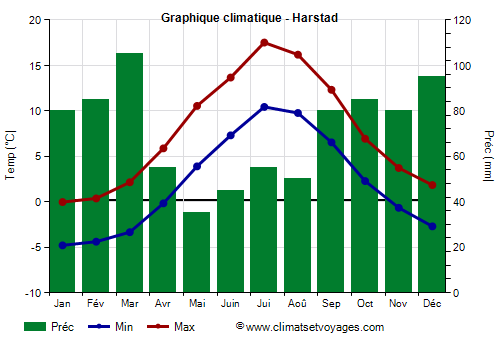 Graphique climatique - Harstad
20
15
10
5
0
-5
-10
Temp (°C)
120
100
80
60
40
20
0
Préc (mm)
Jan Fév Mar Avr Mai Juin Jui Aoû Sep Oct Nov Déc
Préc Min Max
©www.climatsetvoyages.com